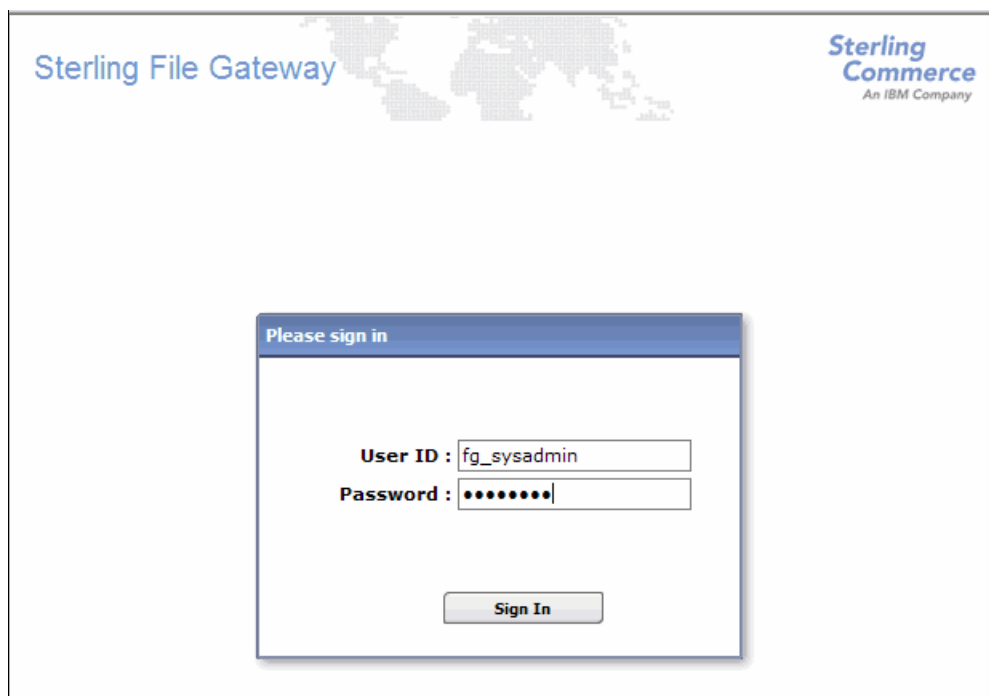 Sterling File Gateway
Sterling
Commerce
An IBM Company
Please sign in
User ID : fg_sysadmin
Password : ●●●●●●●●
Sign In